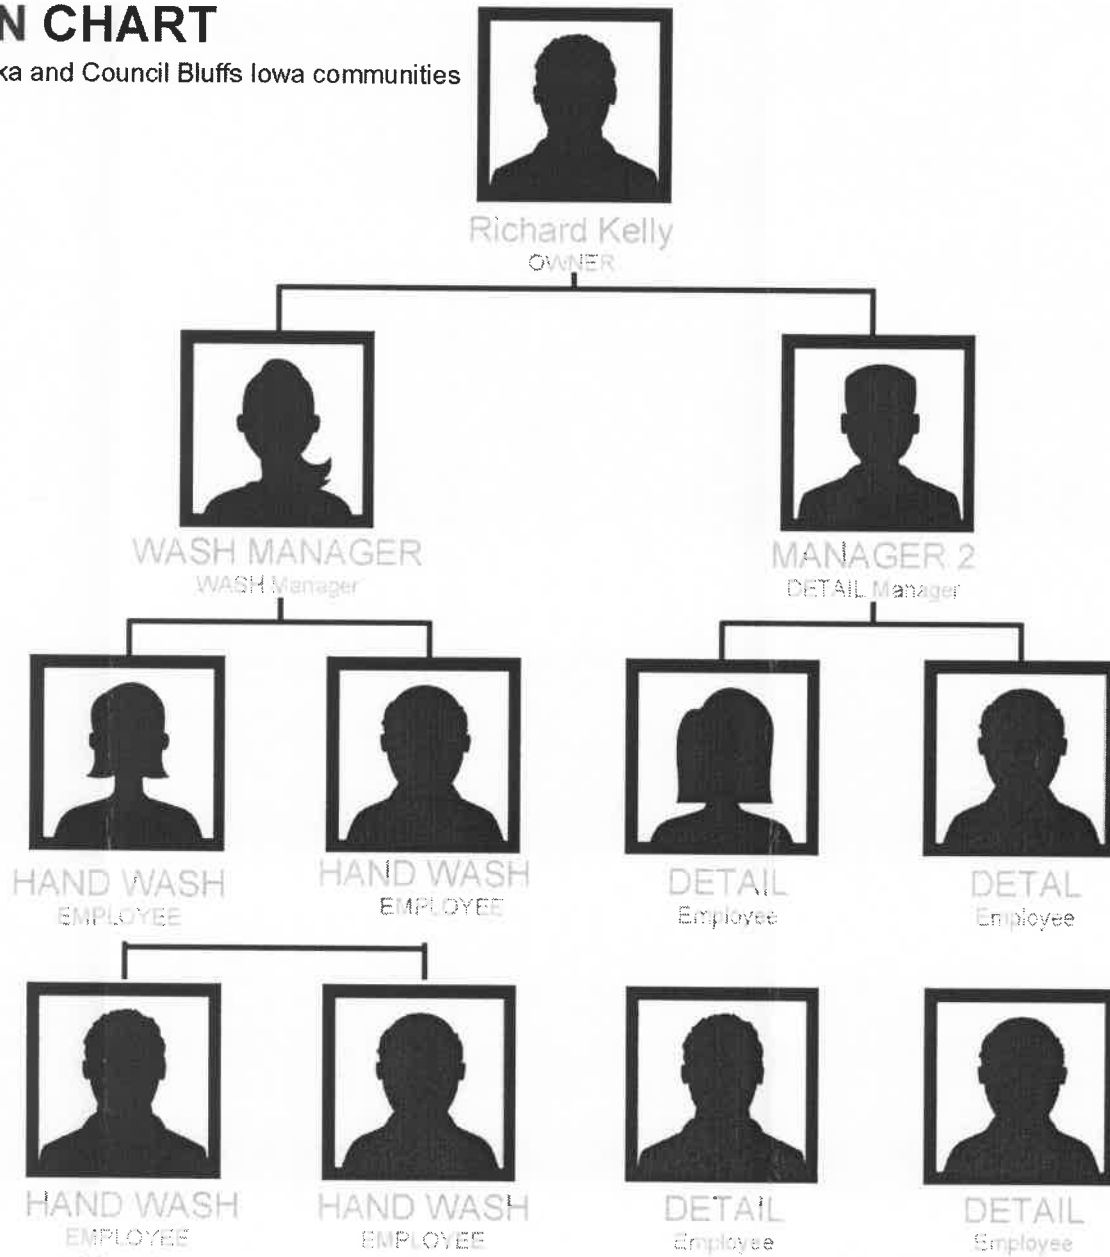 N CHART
ka and Council Bluffs Iowa communities
Richard Kelly
OWNER
WASH MANAGER
WASH Manager
MANAGER 2
DETAIL Manager
HAND WASH
EMPLOYEE
HAND WASH
EMPLOYEE
DETAIL
Employee
DETAL
Employee
HAND WASH
EMPLOYEE
HAND WASH
EMPLOYEE
DETAIL
Employee
DETAIL
Employee